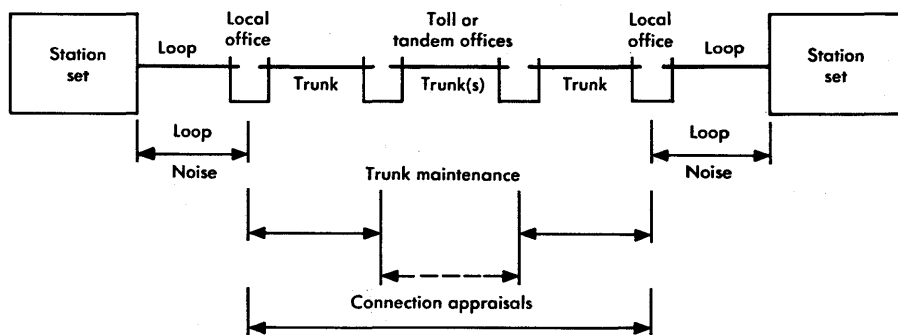 Station
set
Loop
Local
office
Trunk
Toll or
tandem offices
Trunk(s)
Trunk
Local
office
Loop
Station
set
Loop
Noise
Trunk maintenance
Loop
Noise
Connection appraisals